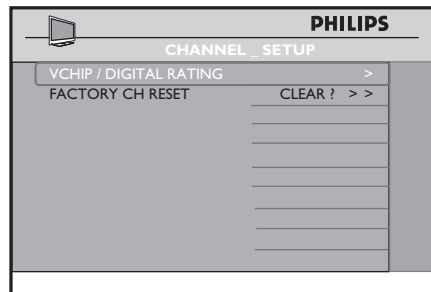 PHILIPS
CHANNEL _ SETUP
VCHIP / DIGITAL RATING >
FACTORY CH RESET CLEAR ? > >